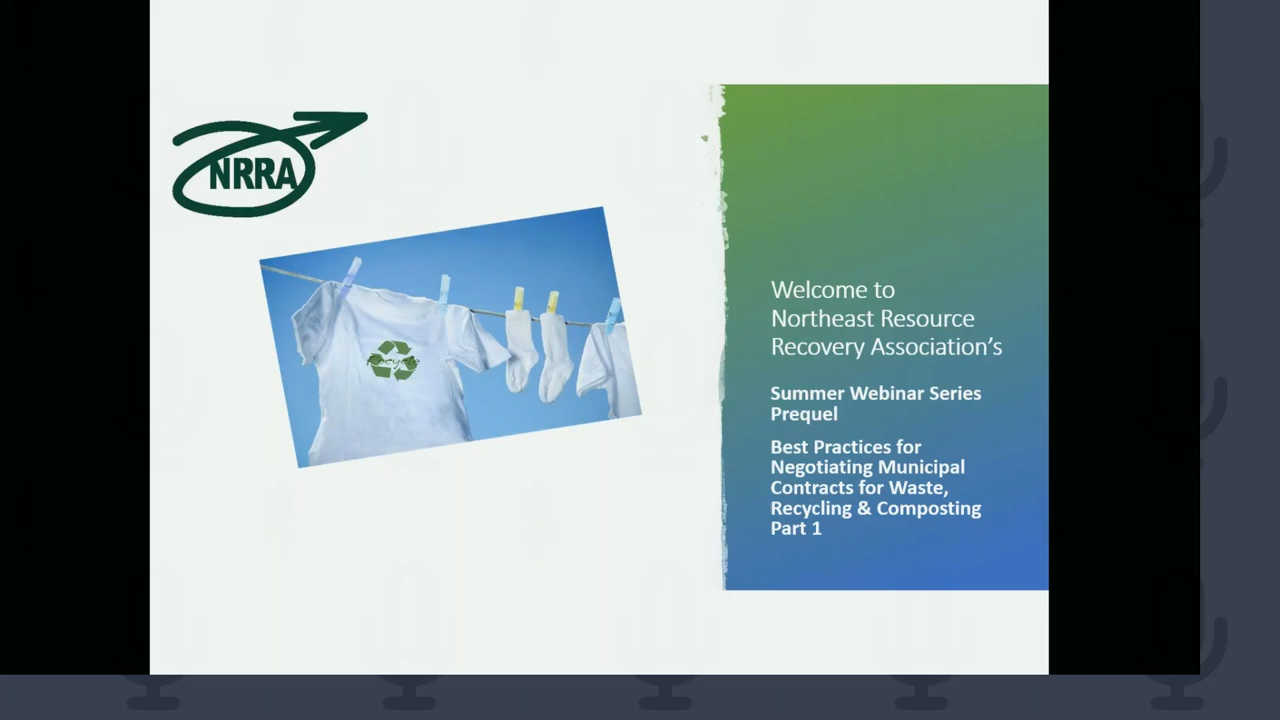 NRRA
Recycle
Welcome to
Northeast Resource
Recovery Association’s
Summer Webinar Series
Prequel
Best Practices for
Negotiating Municipal
Contracts for Waste,
Recycling & Composting
Part 1